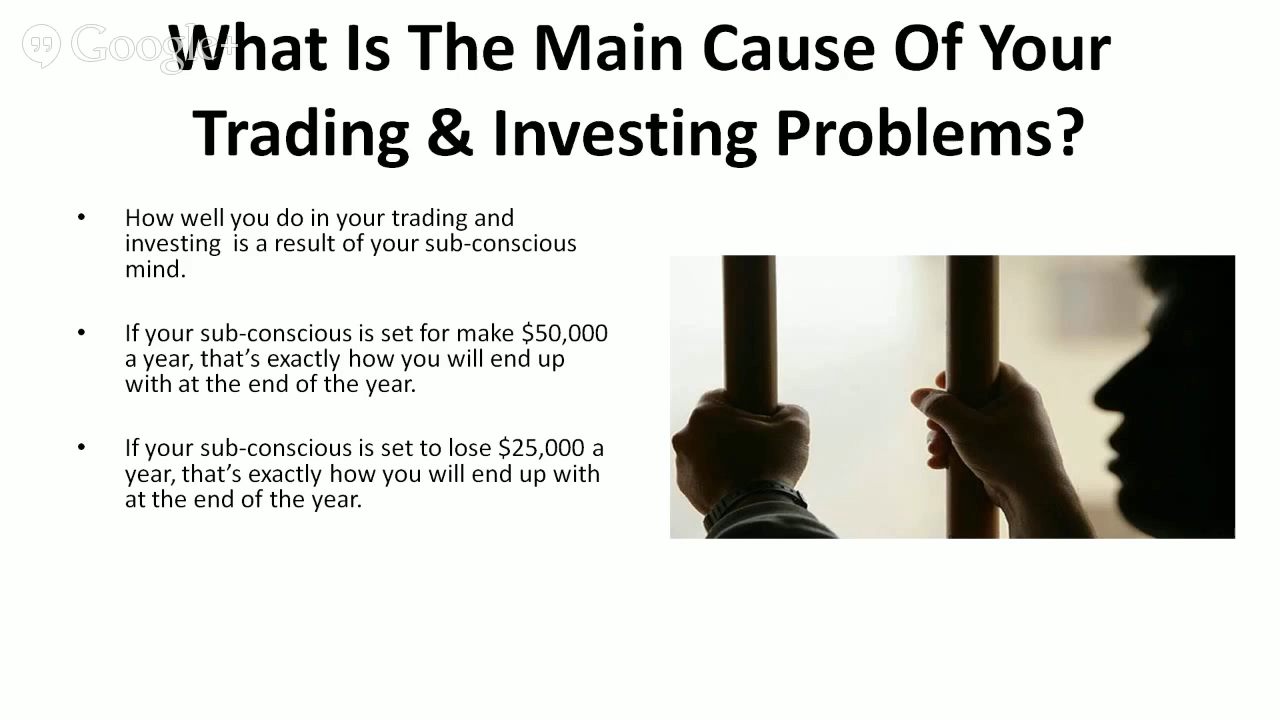 Google+
What Is The Main Cause Of Your
Trading & Investing Problems?
• How well you do in your trading and
investing  is a result of your sub-conscious
mind.
• If your sub-conscious is set for make $50,000
a year, that’s exactly how you will end up
with at the end of the year.
• If your sub-conscious is set to lose $25,000 a
year, that’s exactly how you will end up with
at the end of the year.